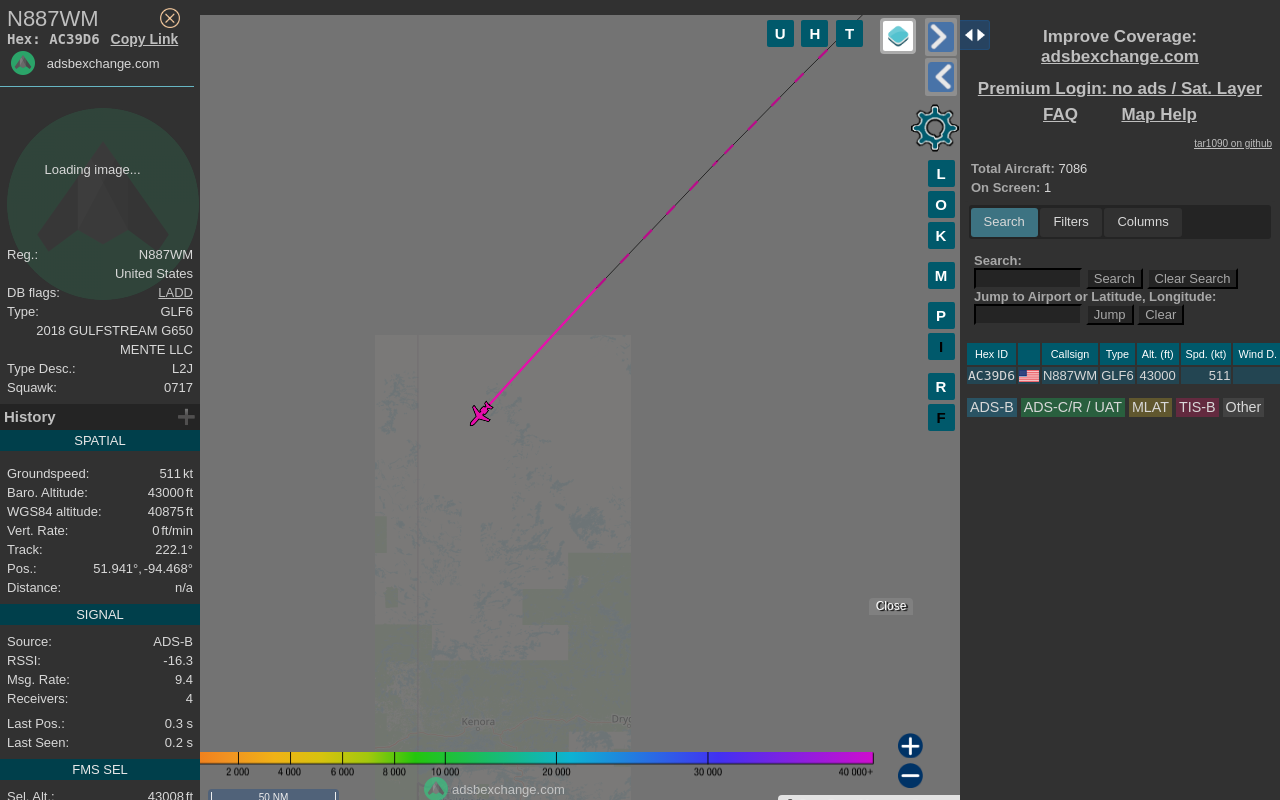 N887WM
Hex: AC39D6 Copy Link
adsbexchange.com
Loading image...
Reg.: N887WM
United States
DB flags: LADD
Type: GLF6
2018 GULFSTREAM G650
MENTE LLC
Type Desc.: L2J
Squawk: 0717
History
SPATIAL
Groundspeed: 511 kt
Baro. Altitude: 43000 ft
WGS84 altitude: 40875 ft
Vert. Rate: 0 ft/min
Track: 222.1°
Pos.: 51.941°, -94.468°
Distance: n/a
SIGNAL
Source: ADS-B
RSSI: -16.3
Msg. Rate: 9.4
Receivers: 4
Last Pos.: 0.3 s
Last Seen: 0.2 s
FMS SEL
Sel. Alt.: 43008 ft
U H T
L
O
K
M
P
I
R
F
Close
Kenora
Dry
2 000 4 000 6 000 8 000 10 000 20 000 30 000 40 000+
adsbexchange.com
50 NM
Improve Coverage:
adsbexchange.com
Premium Login: no ads / Sat. Layer
FAQ Map Help
tar1090 on github
Total Aircraft: 7086
On Screen: 1
Search Filters Columns
Search:
Search Clear Search
Jump to Airport or Latitude, Longitude:
Jump Clear
Hex ID Callsign Type Alt. (ft) Spd. (kt) Wind D.
AC39D6 N887WM GLF6 43000 511
ADS-B ADS-C/R / UAT MLAT TIS-B Other